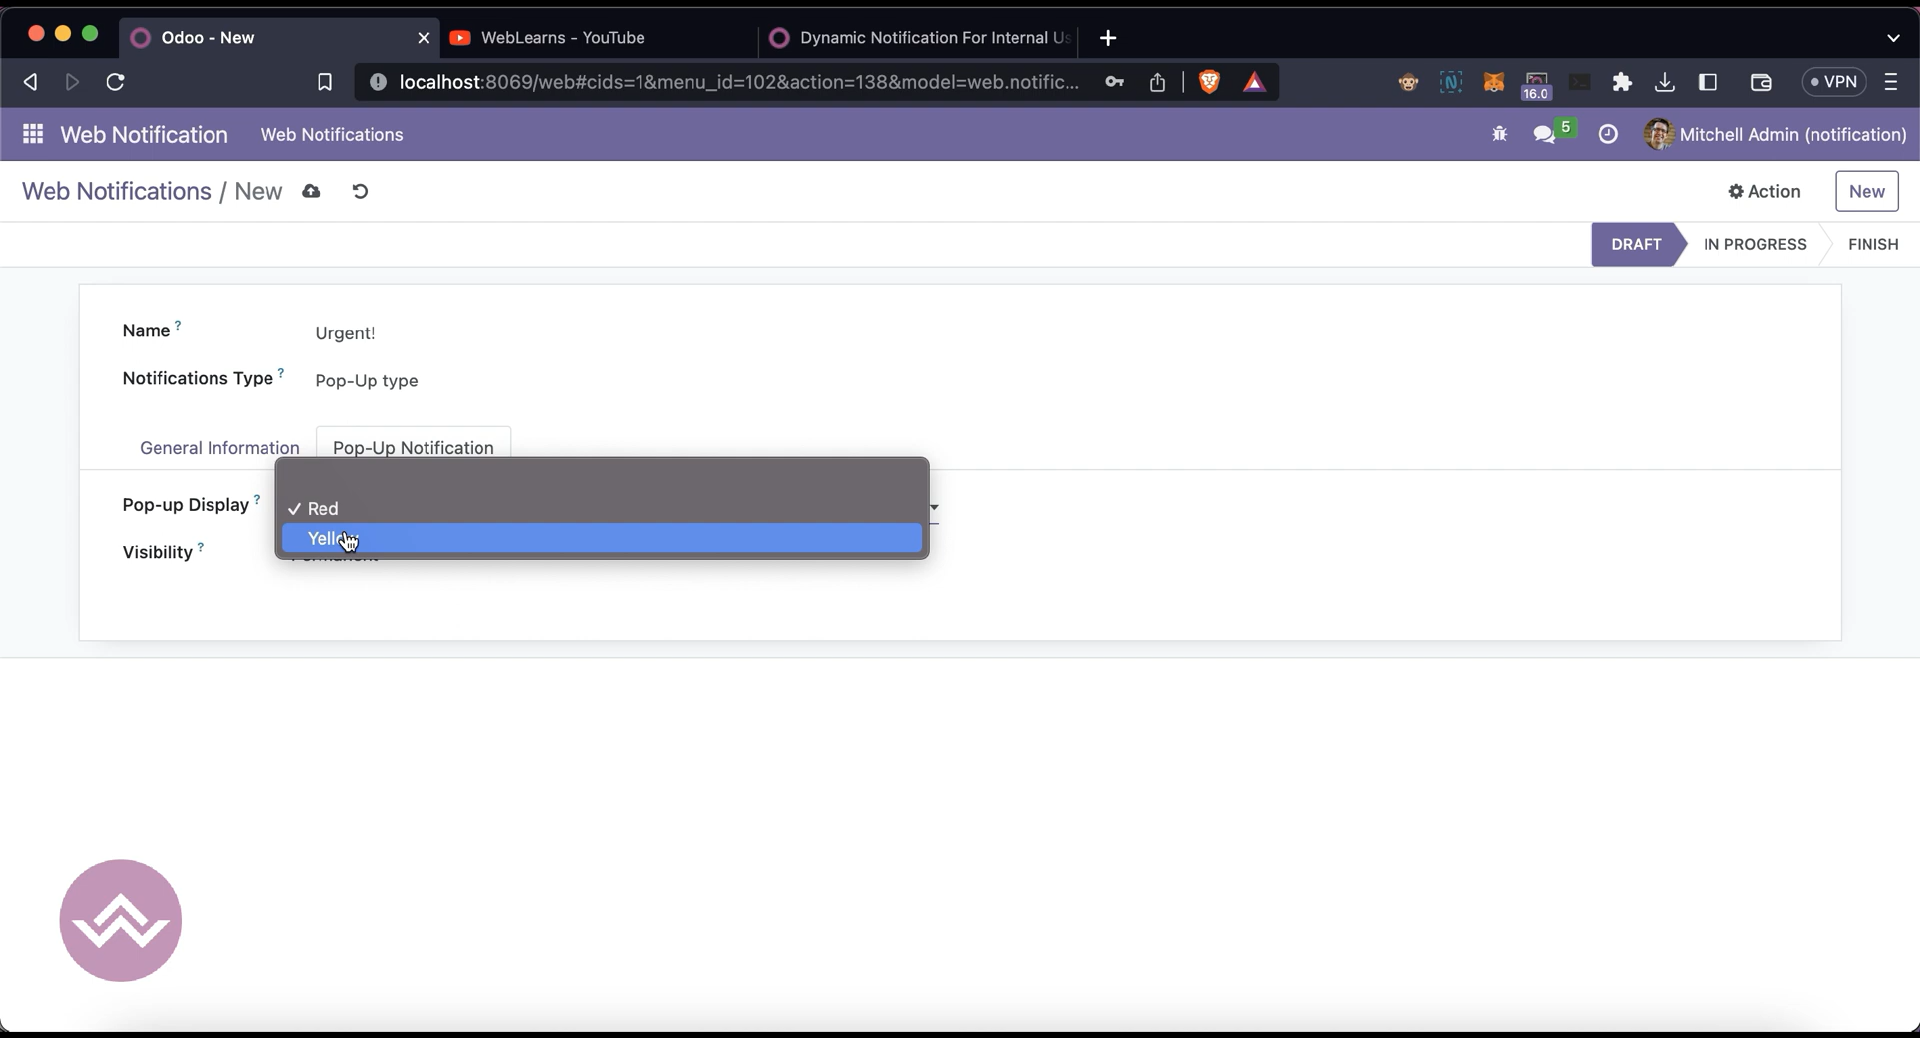 Odoo - New
WebLearns - YouTube
Dynamic Notification For Internal Us
localhost:8069/web#cids=1&menu_id=102&action=138&model=web.notific...
16.0
VPN
Web Notification
Web Notifications
5
Mitchell Admin (notification)
Web Notifications / New
Action
New
DRAFT
IN PROGRESS
FINISH
Name ?
Urgent!
Notifications Type ?
Pop-Up type
General Information
Pop-Up Notification
Pop-up Display ?
✓ Red
Visibility ?